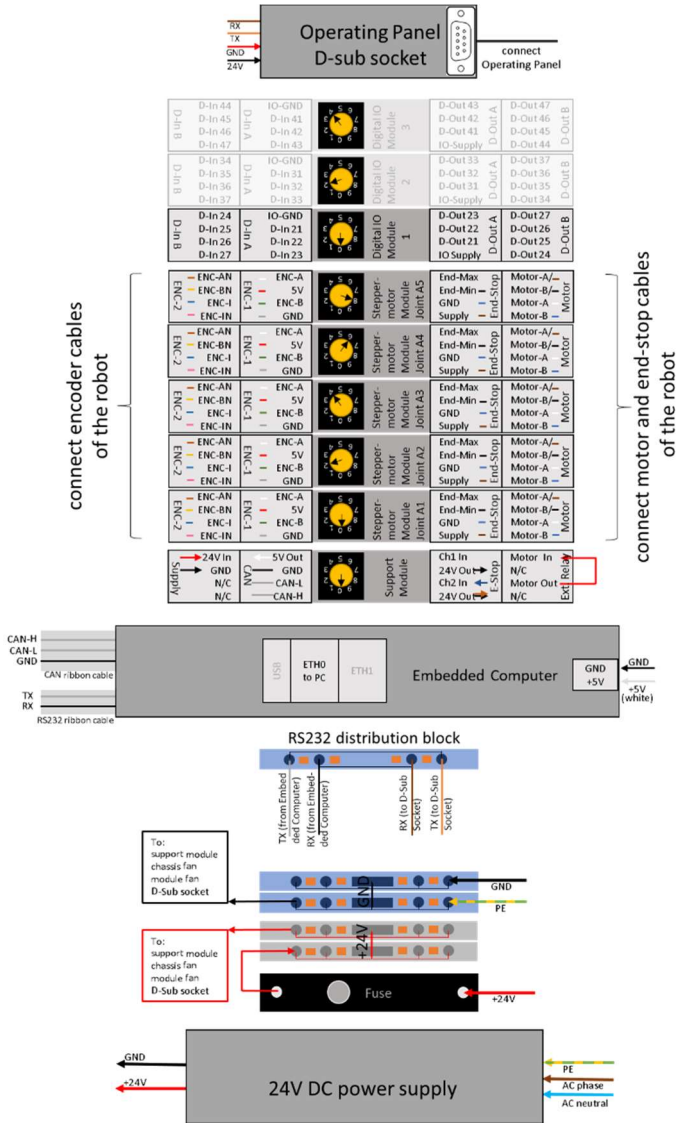 Operating Panel
D-sub socket
RX
TX
GND
24V
connect
Operating Panel
D-In B
D-In 44
D-In 45
D-In 46
D-In 47
D-In A
IO-GND
D-In 41
D-In 42
D-In 43
Digital IO
Module
3
D-Out 43
D-Out 42
D-Out 41
IO-Supply
D-Out A
D-Out 47
D-Out 46
D-Out 45
D-Out 44
D-Out B
D-In B
D-In 34
D-In 35
D-In 36
D-In 37
D-In A
IO-GND
D-In 31
D-In 32
D-In 33
Digital IO
Module
2
D-Out 33
D-Out 32
D-Out 31
IO-Supply
D-Out A
D-Out 37
D-Out 36
D-Out 35
D-Out 34
D-Out B
D-In B
D-In 24
D-In 25
D-In 26
D-In 27
D-In A
IO-GND
D-In 21
D-In 22
D-In 23
Digital IO
Module
1
D-Out 23
D-Out 22
D-Out 21
IO Supply
D-Out A
D-Out 27
D-Out 26
D-Out 25
D-Out 24
D-Out B
connect encoder cables
of the robot
connect motor and end-stop cables
of the robot
ENC-2
ENC-AN
ENC-BN
ENC-I
ENC-IN
ENC-1
ENC-A
5V
ENC-B
GND
Stepper-
motor
Module
Joint A5
End-Max
End-Min
GND
Supply
End-Stop
Motor-A/
Motor-B/
Motor-A
Motor-B
Motor
ENC-2
ENC-AN
ENC-BN
ENC-I
ENC-IN
ENC-1
ENC-A
5V
ENC-B
GND
Stepper-
motor
Module
Joint A4
End-Max
End-Min
GND
Supply
End-Stop
Motor-A/
Motor-B/
Motor-A
Motor-B
Motor
ENC-2
ENC-AN
ENC-BN
ENC-I
ENC-IN
ENC-1
ENC-A
5V
ENC-B
GND
Stepper-
motor
Module
Joint A3
End-Max
End-Min
GND
Supply
End-Stop
Motor-A/
Motor-B/
Motor-A
Motor-B
Motor
ENC-2
ENC-AN
ENC-BN
ENC-I
ENC-IN
ENC-1
ENC-A
5V
ENC-B
GND
Stepper-
motor
Module
Joint A2
End-Max
End-Min
GND
Supply
End-Stop
Motor-A/
Motor-B/
Motor-A
Motor-B
Motor
ENC-2
ENC-AN
ENC-BN
ENC-I
ENC-IN
ENC-1
ENC-A
5V
ENC-B
GND
Stepper-
motor
Module
Joint A1
End-Max
End-Min
GND
Supply
End-Stop
Motor-A/
Motor-B/
Motor-A
Motor-B
Motor
Supply
24V In
GND
N/C
N/C
CAN
5V Out
GND
CAN-L
CAN-H
Support
Module
Ch1 In
24V Out
Ch2 In
24V Out
E-Stop
Motor In
N/C
Motor Out
N/C
Ext. Relay
CAN-H
CAN-L
GND
CAN ribbon cable
TX
RX
RS232 ribbon cable
USB
ETH0
to PC
ETH1
Embedded Computer
GND
+5V
GND
+5V
(white)
RS232 distribution block
TX (from Embed
ded Computer)
RX (from Embed-
ded Computer)
RX (to D-Sub
Socket)
TX (to D-Sub
Socket)
To:
support module
chassis fan
module fan
D-Sub socket
GND
GND
PE
To:
support module
chassis fan
module fan
D-Sub socket
+24V
Fuse
+24V
GND
+24V
24V DC power supply
PE
AC phase
AC neutral